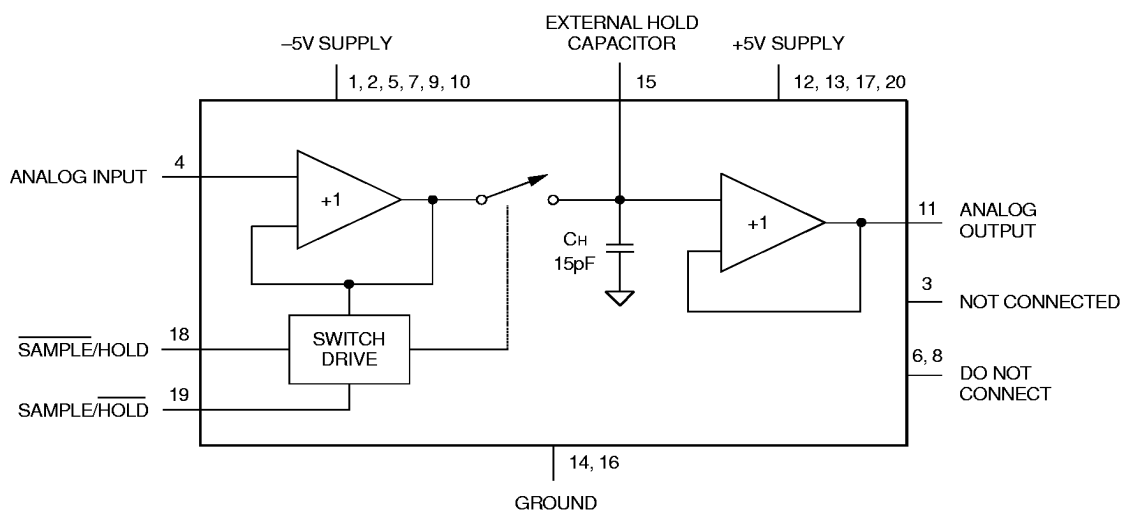 EXTERNAL HOLD
CAPACITOR
–5V SUPPLY
+5V SUPPLY
1, 2, 5, 7, 9, 10
15
12, 13, 17, 20
4
ANALOG INPUT
+1
+1
11
ANALOG
OUTPUT
CH
15pF
3
NOT CONNECTED
18
SAMPLE/HOLD
SWITCH
DRIVE
6, 8
DO NOT
CONNECT
19
SAMPLE/HOLD
14, 16
GROUND